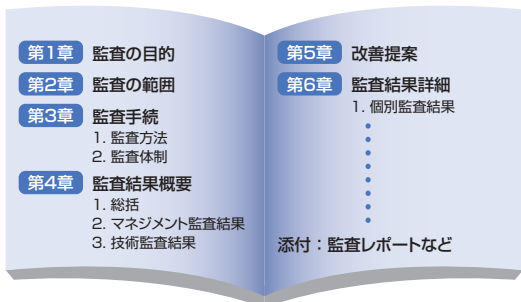 第1章 監査の目的
第2章 監査の範囲
第3章 監査手続
1. 監査方法
2. 監査体制
第4章 監査結果概要
1. 総括
2. マネジメント監査結果
3. 技術監査結果
第5章 改善提案
第6章 監査結果詳細
1. 個別監査結果
添付：監査レポートなど